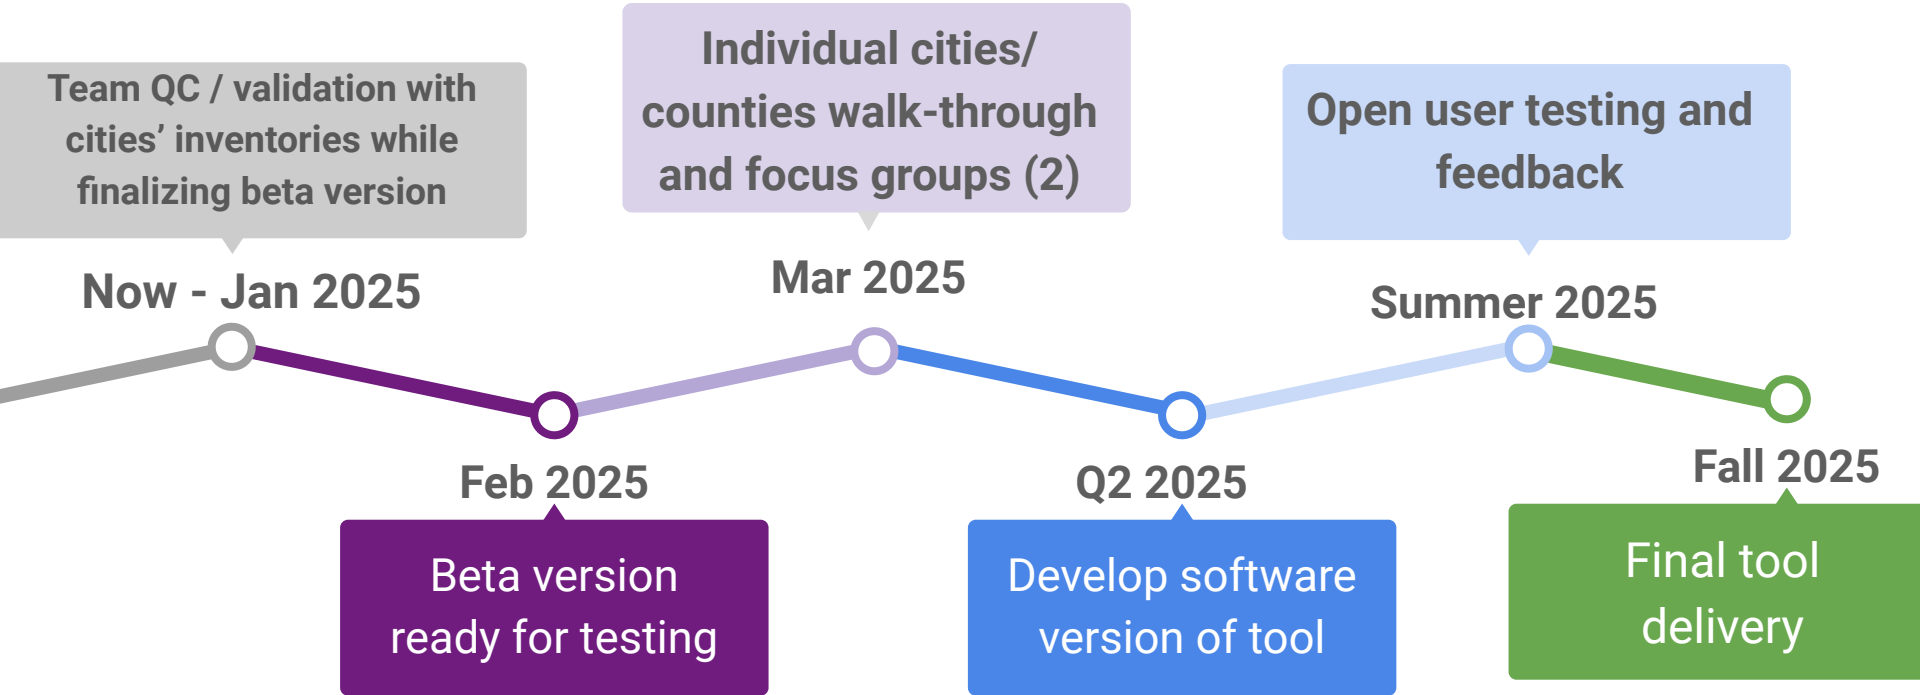 Team QC / validation with
cities’ inventories while
finalizing beta version
Now - Jan 2025
Feb 2025
Beta version
ready for testing
Individual cities/
counties walk-through
and focus groups (2)
Mar 2025
Q2 2025
Develop software
version of tool
Open user testing and
feedback
Summer 2025
Fall 2025
Final tool
delivery